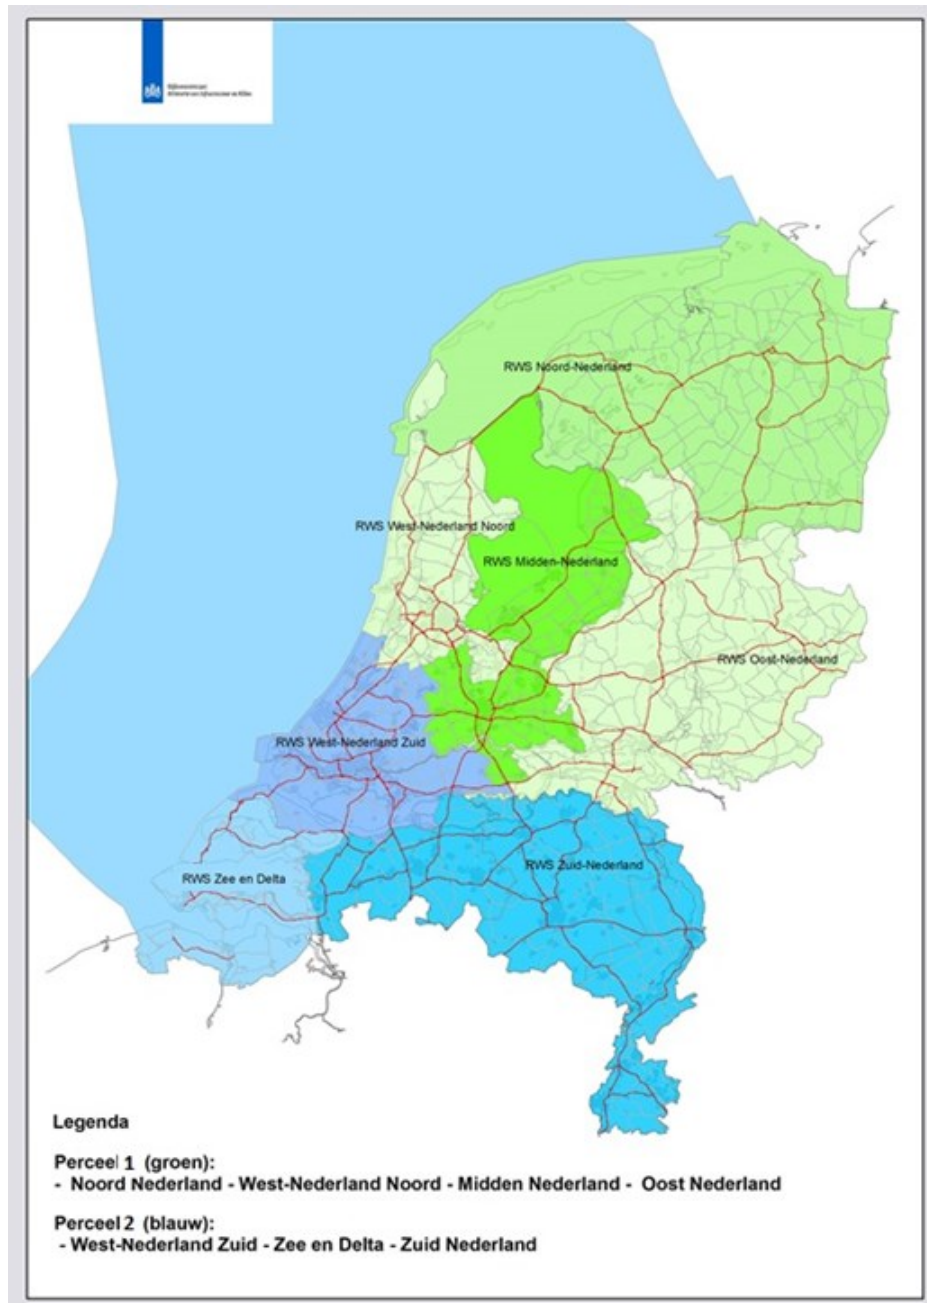 RWS Noord-Nederland
RWS West-Nederland Noord
RWS Midden-Nederland
RWS Oost-Nederland
RWS West-Nederland Zuid
RWS Zuid-Nederland
RWS Zee en Delta
Legenda
Perceel 1 (groen):
- Noord Nederland - West-Nederland Noord - Midden Nederland - Oost Nederland
Perceel 2 (blauw):
- West-Nederland Zuid - Zee en Delta - Zuid Nederland